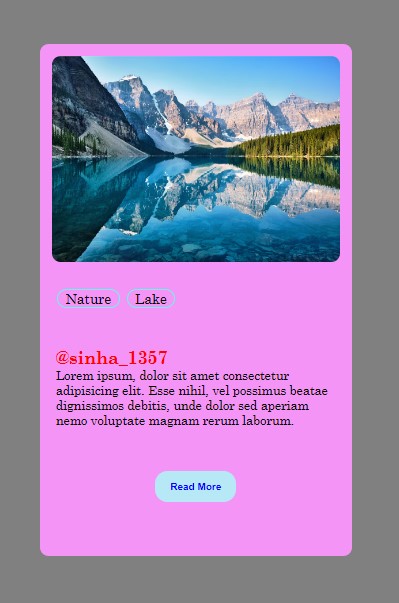 Nature Lake
@sinha_1357
Lorem ipsum, dolor sit amet consectetur
adipisicing elit. Esse nihil, vel possimus beatae
dignissimos debitis, unde dolor sed aperiam
nemo voluptate magnam rerum laborum.
Read More